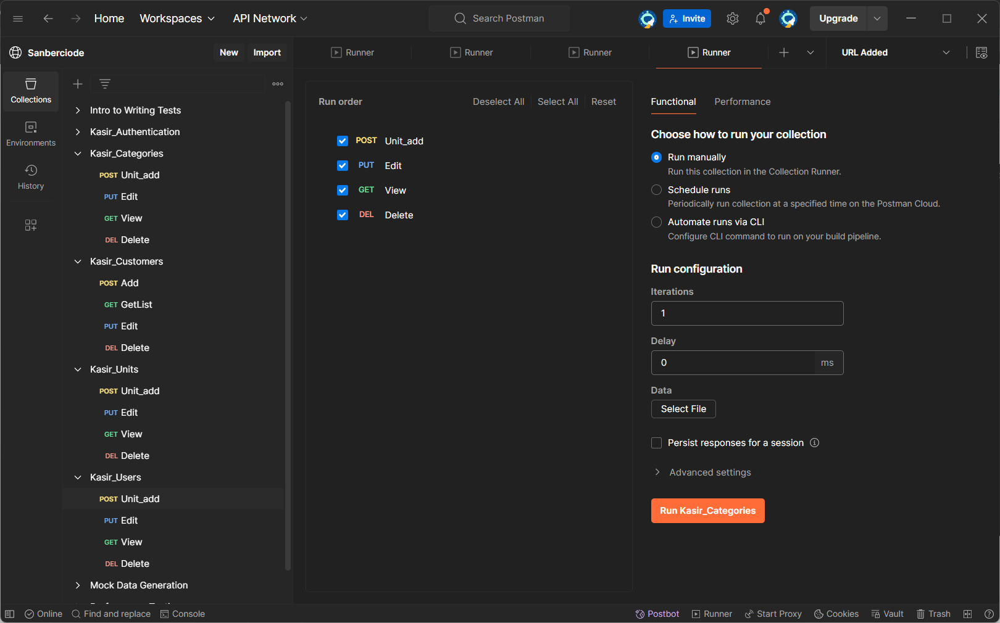 Home Workspaces API Network Search Postman Invite Upgrade
Sanberciode New Import Runner Runner Runner Runner URL Added
Collections
Environments
History
Intro to Writing Tests
Kasir_Authentication
Kasir_Categories
POST Unit_add
PUT Edit
GET View
DEL Delete
Kasir_Customers
POST Add
GET GetList
PUT Edit
DEL Delete
Kasir_Units
POST Unit_add
PUT Edit
GET View
DEL Delete
Kasir_Users
POST Unit_add
PUT Edit
GET View
DEL Delete
Mock Data Generation
Run order Deselect All Select All Reset
POST Unit_add
PUT Edit
GET View
DEL Delete
Functional Performance
Choose how to run your collection
Run manually
Run this collection in the Collection Runner.
Schedule runs
Periodically run collection at a specified time on the Postman Cloud.
Automate runs via CLI
Configure CLI command to run on your build pipeline.
Run configuration
Iterations
1
Delay
0 ms
Data
Select File
Persist responses for a session
Advanced settings
Run Kasir_Categories
Online Find and replace Console Postbot Runner Start Proxy Cookies Vault Trash